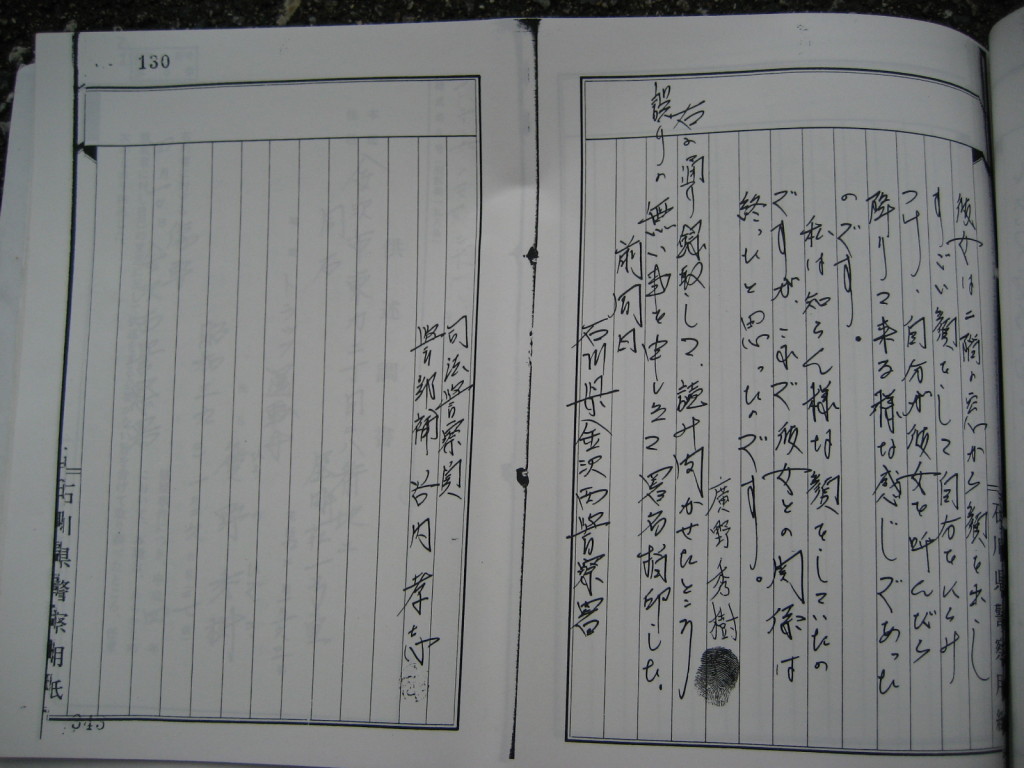 彼女は二階の窓から顔を出し
すごい顔をして自分をにらみ
つけ、自分が彼女を呼んだら
降りて来る様な感じであった
のです。
私は知らん様な顔をしていたの
ですが、これで彼女との関係は
終ったと思ったのです。
廣野秀樹
右の通り録取して、読み聞かせたところ
誤りの無い事を申し立て署名指印した。
前同日
石川県金沢西警察署
石川県警察用紙
130
司法警察員
警部補 谷内孝志
石川県警察用紙
343